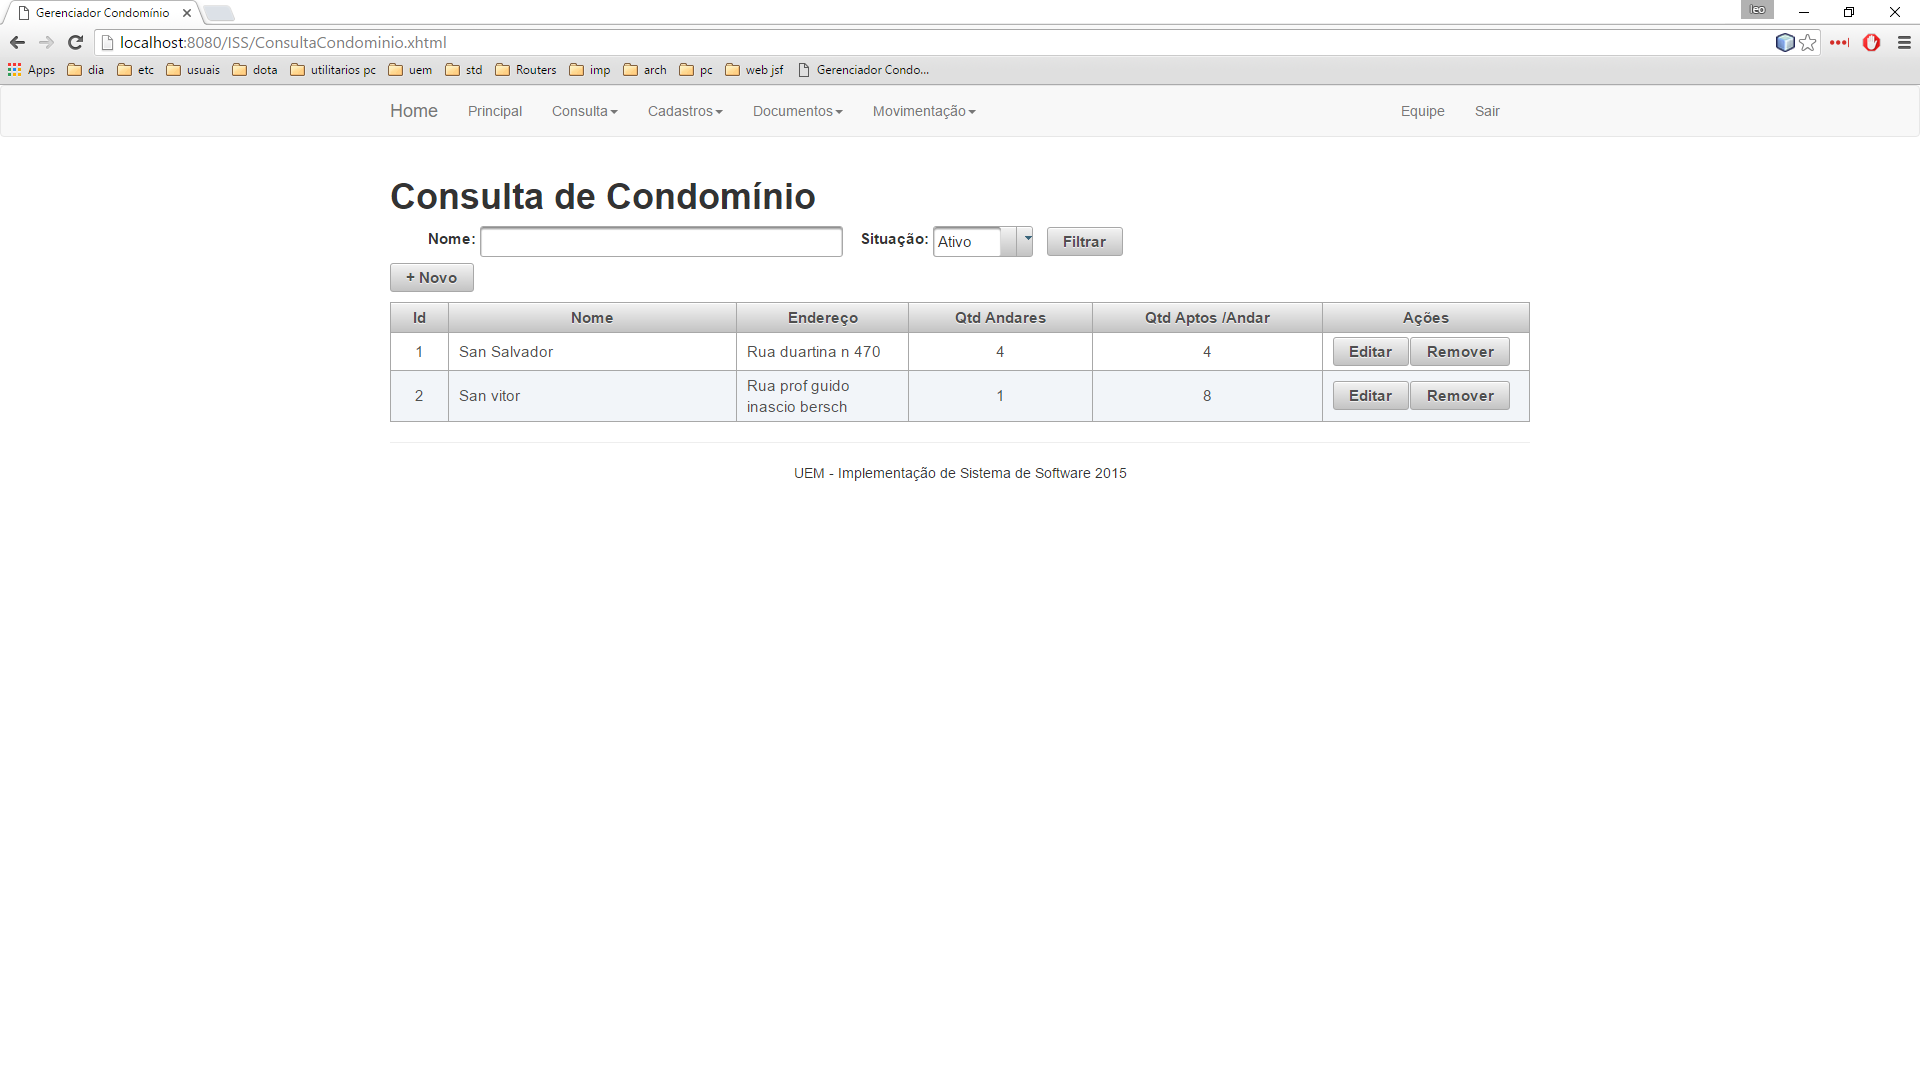 Gerenciador Condomínio
leo
localhost:8080/ISS/ConsultaCondominio.xhtml
Apps dia etc usuais dota utilitarios pc uem std Routers imp arch pc web jsf Gerenciador Condo...
Home Principal Consulta Cadastros Documentos Movimentação Equipe Sair
Consulta de Condomínio
Nome: Situação: Ativo Filtrar
+ Novo
Id Nome Endereço Qtd Andares Qtd Aptos /Andar Ações
1 San Salvador Rua duartina n 470 4 4 Editar Remover
2 San vitor Rua prof guido inascio bersch 1 8 Editar Remover
UEM - Implementação de Sistema de Software 2015